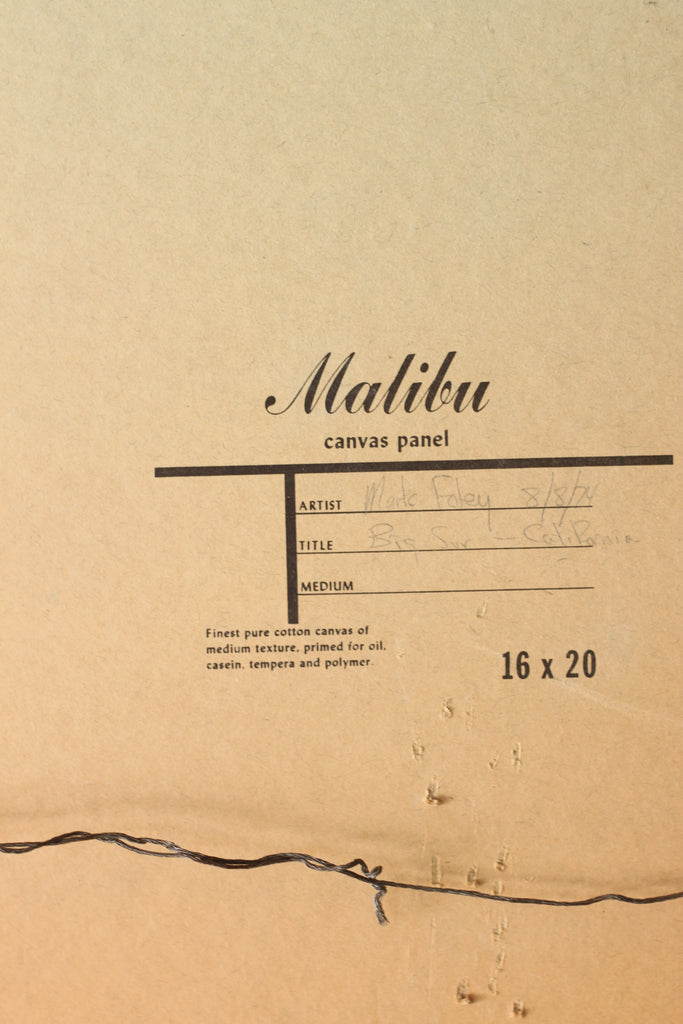 Malibu
canvas panel
ARTIST Mark Foley 8/8/74
TITLE Big Sur - California
MEDIUM
Finest pure cotton canvas of
medium texture, primed for oil,
casein, tempera and polymer.
16 x 20